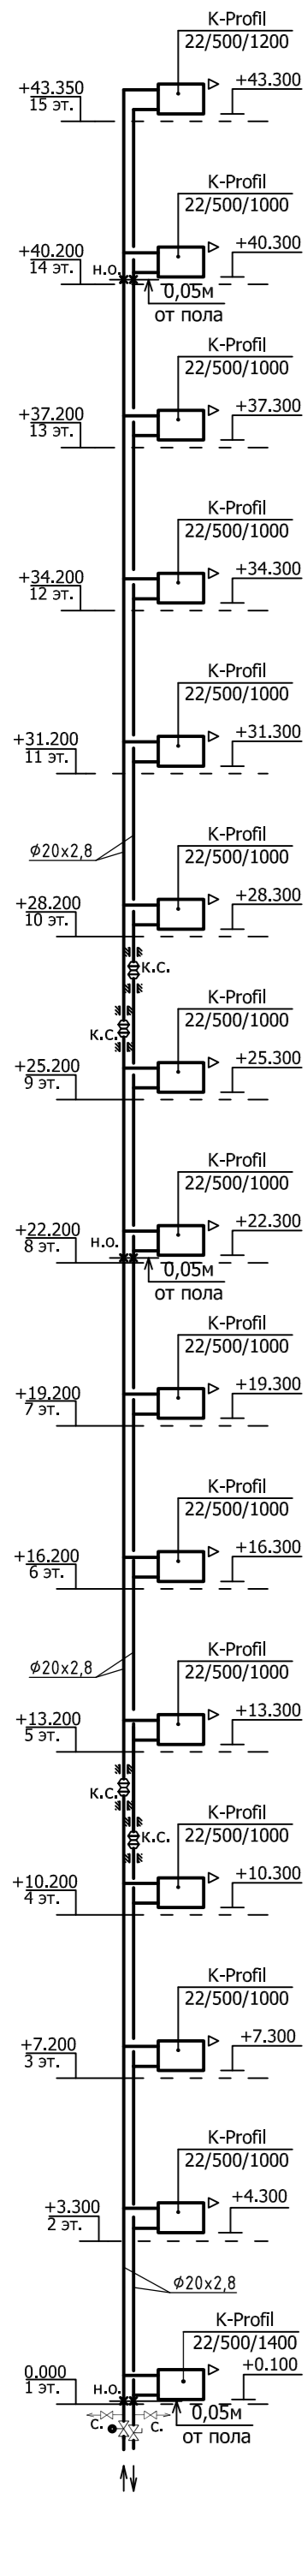 K-Profil
22/500/1200
+43.350
+43.300
15 эт.
K-Profil
22/500/1000
+40.200
+40.300
14 эт.
н.о.
0,05м
от пола
K-Profil
22/500/1000
+37.200
+37.300
13 эт.
K-Profil
22/500/1000
+34.200
+34.300
12 эт.
K-Profil
22/500/1000
+31.200
+31.300
11 эт.
ø20x2,8
K-Profil
22/500/1000
+28.200
+28.300
10 эт.
к.с.
K-Profil
22/500/1000
к.с.
+25.200
+25.300
9 эт.
K-Profil
22/500/1000
+22.200
+22.300
8 эт.
н.о.
0,05м
от пола
K-Profil
22/500/1000
+19.200
+19.300
7 эт.
K-Profil
22/500/1000
+16.200
+16.300
6 эт.
K-Profil
22/500/1000
ø20x2,8
+13.200
+13.300
5 эт.
к.с.
K-Profil
22/500/1000
к.с.
+10.200
+10.300
4 эт.
K-Profil
22/500/1000
+7.200
+7.300
3 эт.
K-Profil
22/500/1000
+3.300
+4.300
2 эт.
ø20x2,8
K-Profil
22/500/1400
0.000
+0.100
1 эт.
н.о.
0,05м
от пола
с.
с.